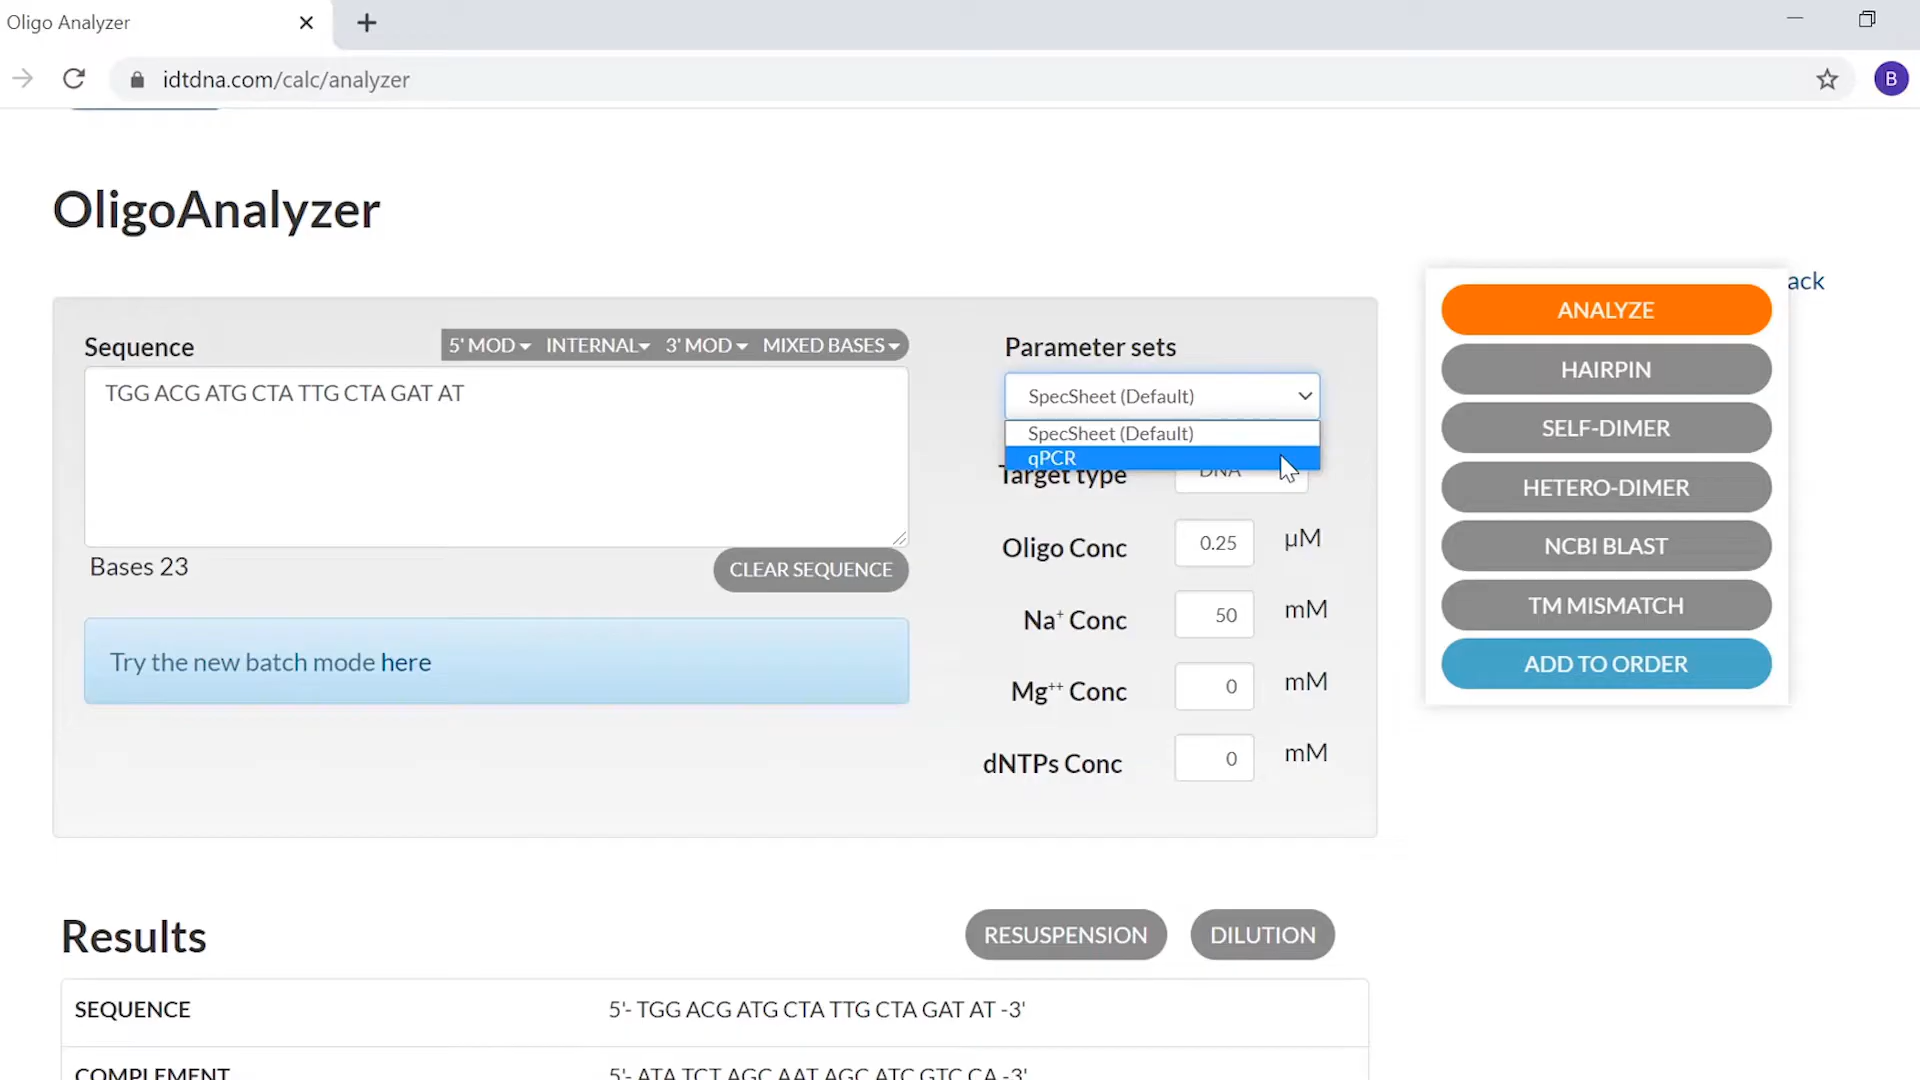 Oligo Analyzer
idtdna.com/calc/analyzer
B
OligoAnalyzer
ack
Sequence
5' MOD INTERNAL 3' MOD MIXED BASES
TGG ACG ATG CTA TTG CTA GAT AT
Bases 23
CLEAR SEQUENCE
Try the new batch mode here
Parameter sets
SpecSheet (Default)
SpecSheet (Default)
qPCR
Target type DNA
Oligo Conc 0.25 µM
Na+ Conc 50 mM
Mg++ Conc 0 mM
dNTPs Conc 0 mM
ANALYZE
HAIRPIN
SELF-DIMER
HETERO-DIMER
NCBI BLAST
TM MISMATCH
ADD TO ORDER
Results
RESUSPENSION DILUTION
SEQUENCE 5'- TGG ACG ATG CTA TTG CTA GAT AT -3'
COMPLEMENT 5'- ATA TCT AGC AAT AGC ATC GTC CA -3'